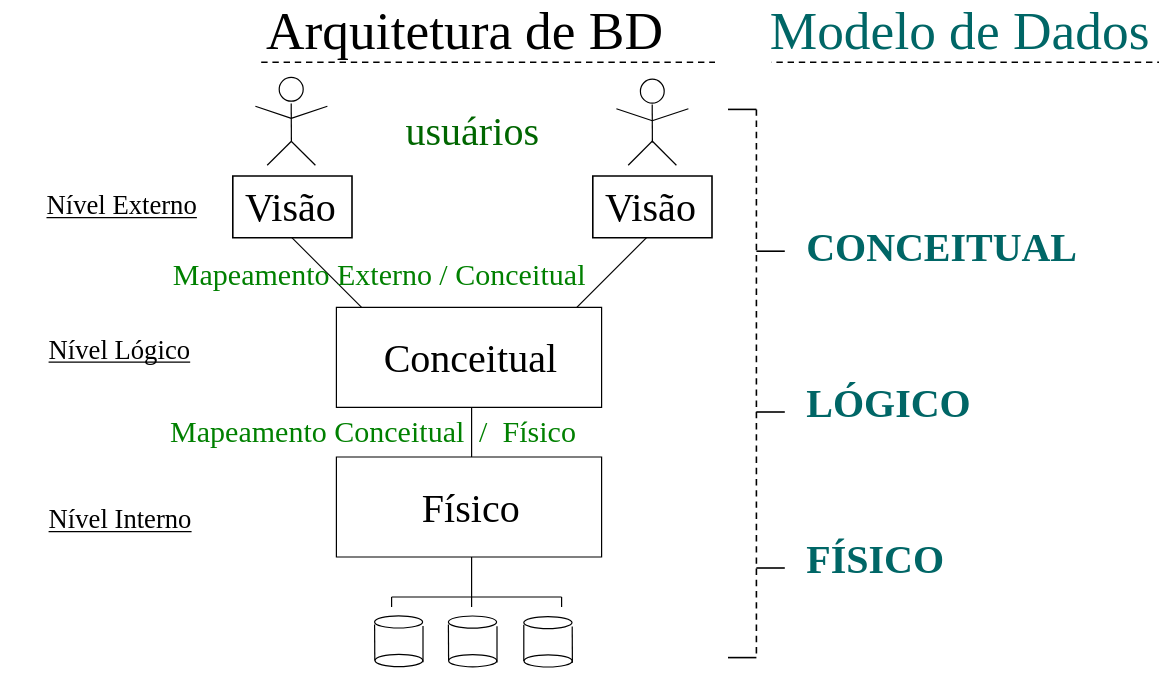 Arquitetura de BD
Modelo de Dados
usuários
Nível Externo
Visão
Visão
CONCEITUAL
Mapeamento Externo / Conceitual
Nível Lógico
Conceitual
LÓGICO
Mapeamento Conceitual / Físico
Nível Interno
Físico
FÍSICO